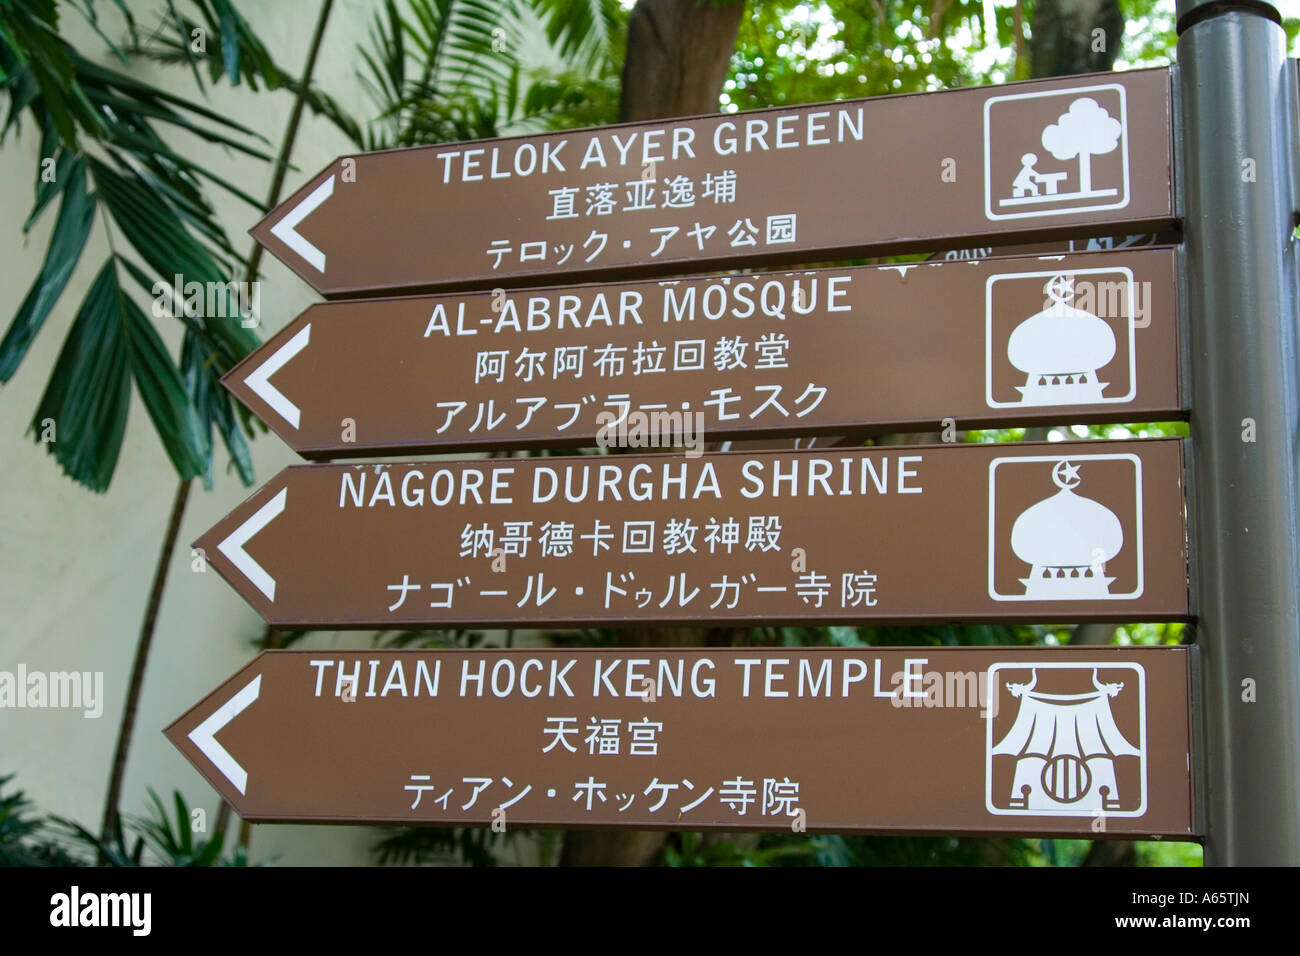 TELOK AYER GREEN
直落亚逸埔
テロック・アヤ公园
AL-ABRAR MOSQUE
阿尔阿布拉回教堂
アルアブラー・モスク
NAGORE DURGHA SHRINE
纳哥德卡回教神殿
ナゴール・ドゥルガー寺院
THIAN HOCK KENG TEMPLE
天福宫
ティアン・ホッケン寺院
alamy
Image ID: A65TJN
www.alamy.com